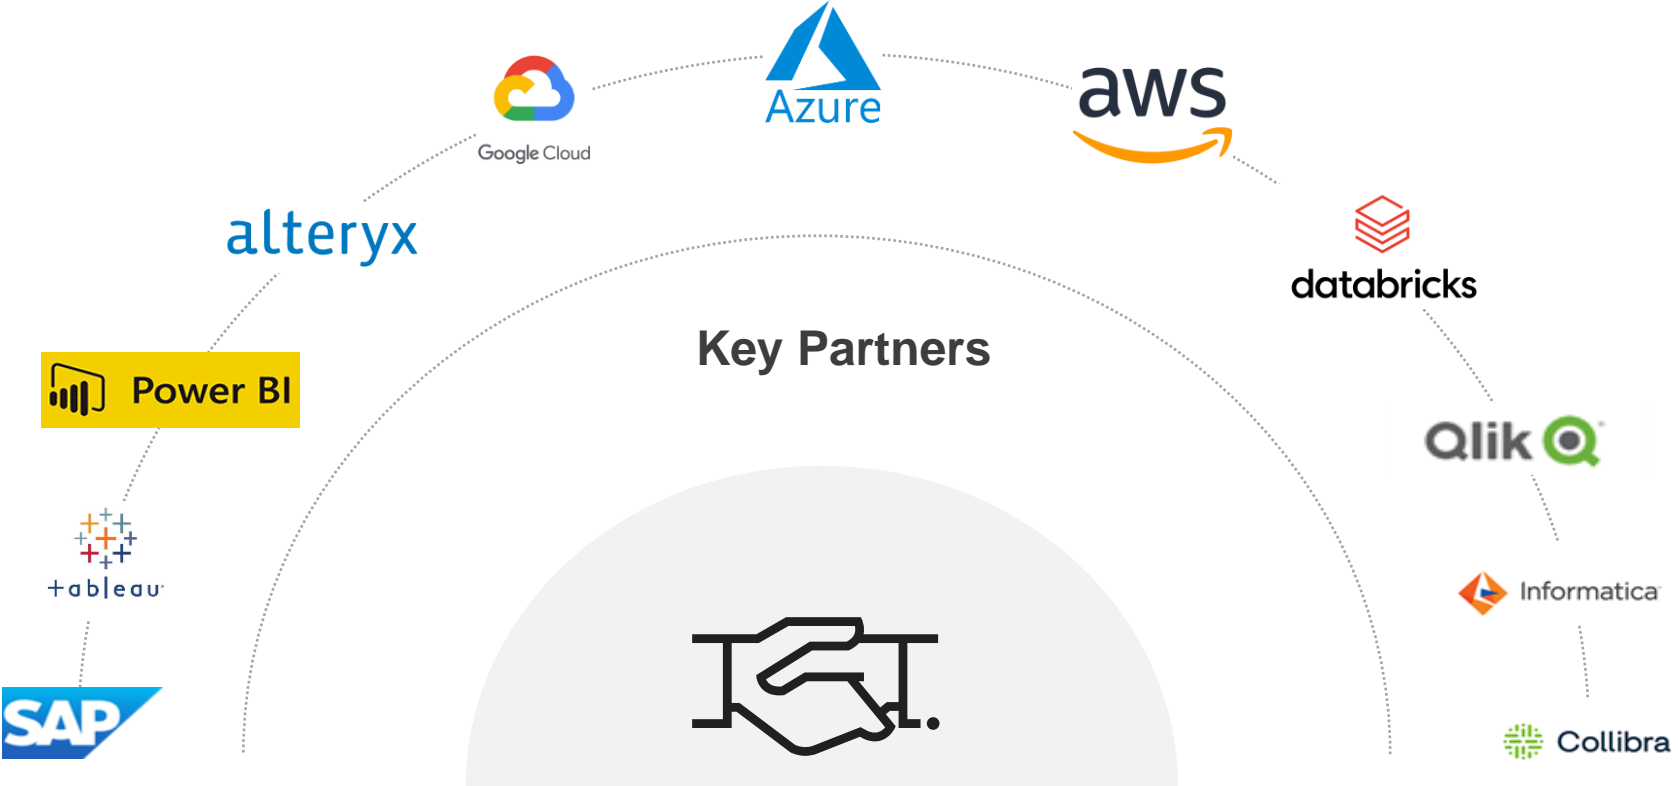 Azure
aws
Google Cloud
alteryx
databricks
Key Partners
Power BI
Qlik
tableau
Informatica
SAP
Collibra